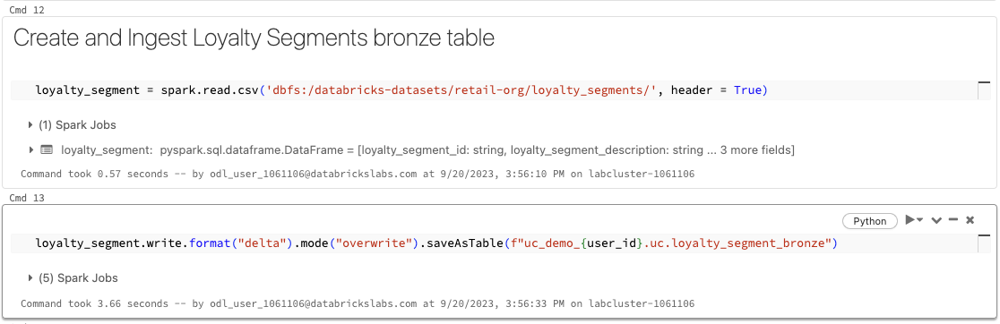 Cmd 12
Create and Ingest Loyalty Segments bronze table
loyalty_segment = spark.read.csv('dbfs:/databricks-datasets/retail-org/loyalty_segments/', header = True)
(1) Spark Jobs
loyalty_segment: pyspark.sql.dataframe.DataFrame = [loyalty_segment_id: string, loyalty_segment_description: string ... 3 more fields]
Command took 0.57 seconds -- by odl_user_1061106@databrickslabs.com at 9/20/2023, 3:56:10 PM on labcluster-1061106
Cmd 13
Python
loyalty_segment.write.format("delta").mode("overwrite").saveAsTable(f"uc_demo_{user_id}.uc.loyalty_segment_bronze")
(5) Spark Jobs
Command took 3.66 seconds -- by odl_user_1061106@databrickslabs.com at 9/20/2023, 3:56:33 PM on labcluster-1061106